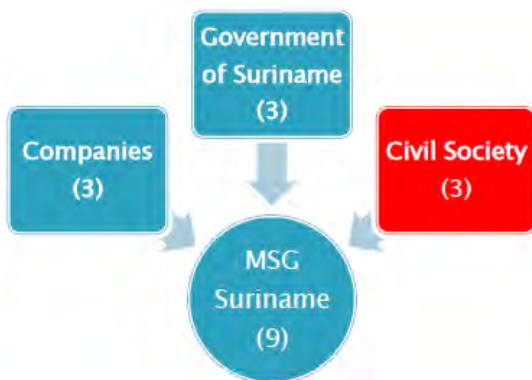 Government
of Suriname
(3)
Companies
(3)
Civil Society
(3)
MSG
Suriname
(9)